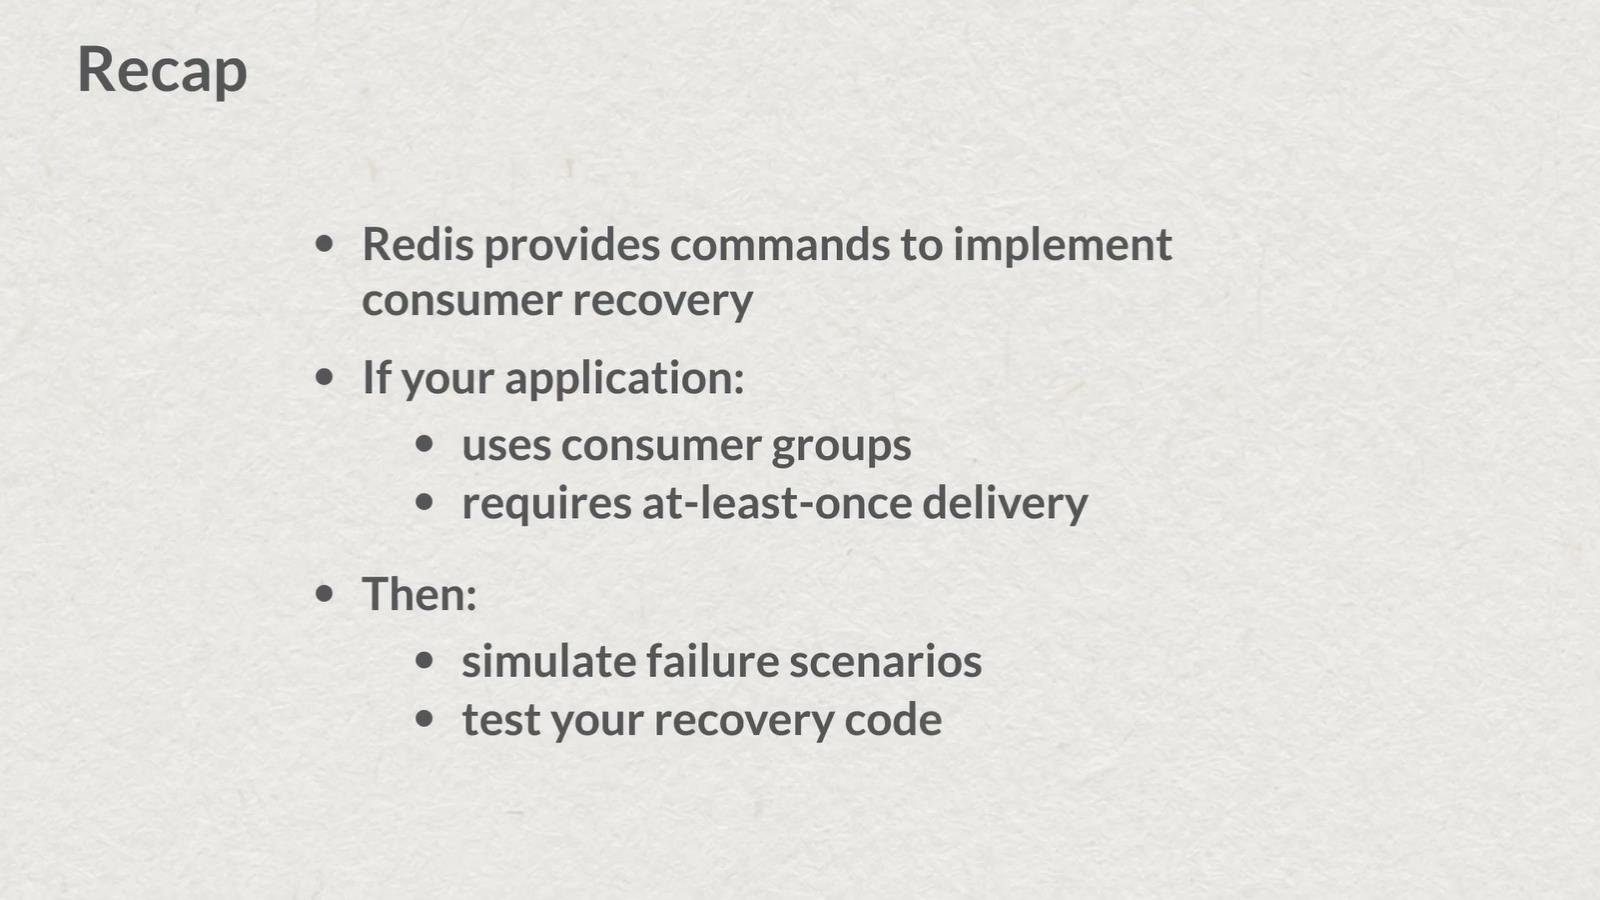 Recap
• Redis provides commands to implement
consumer recovery
• If your application:
• uses consumer groups
• requires at-least-once delivery
• Then:
• simulate failure scenarios
• test your recovery code